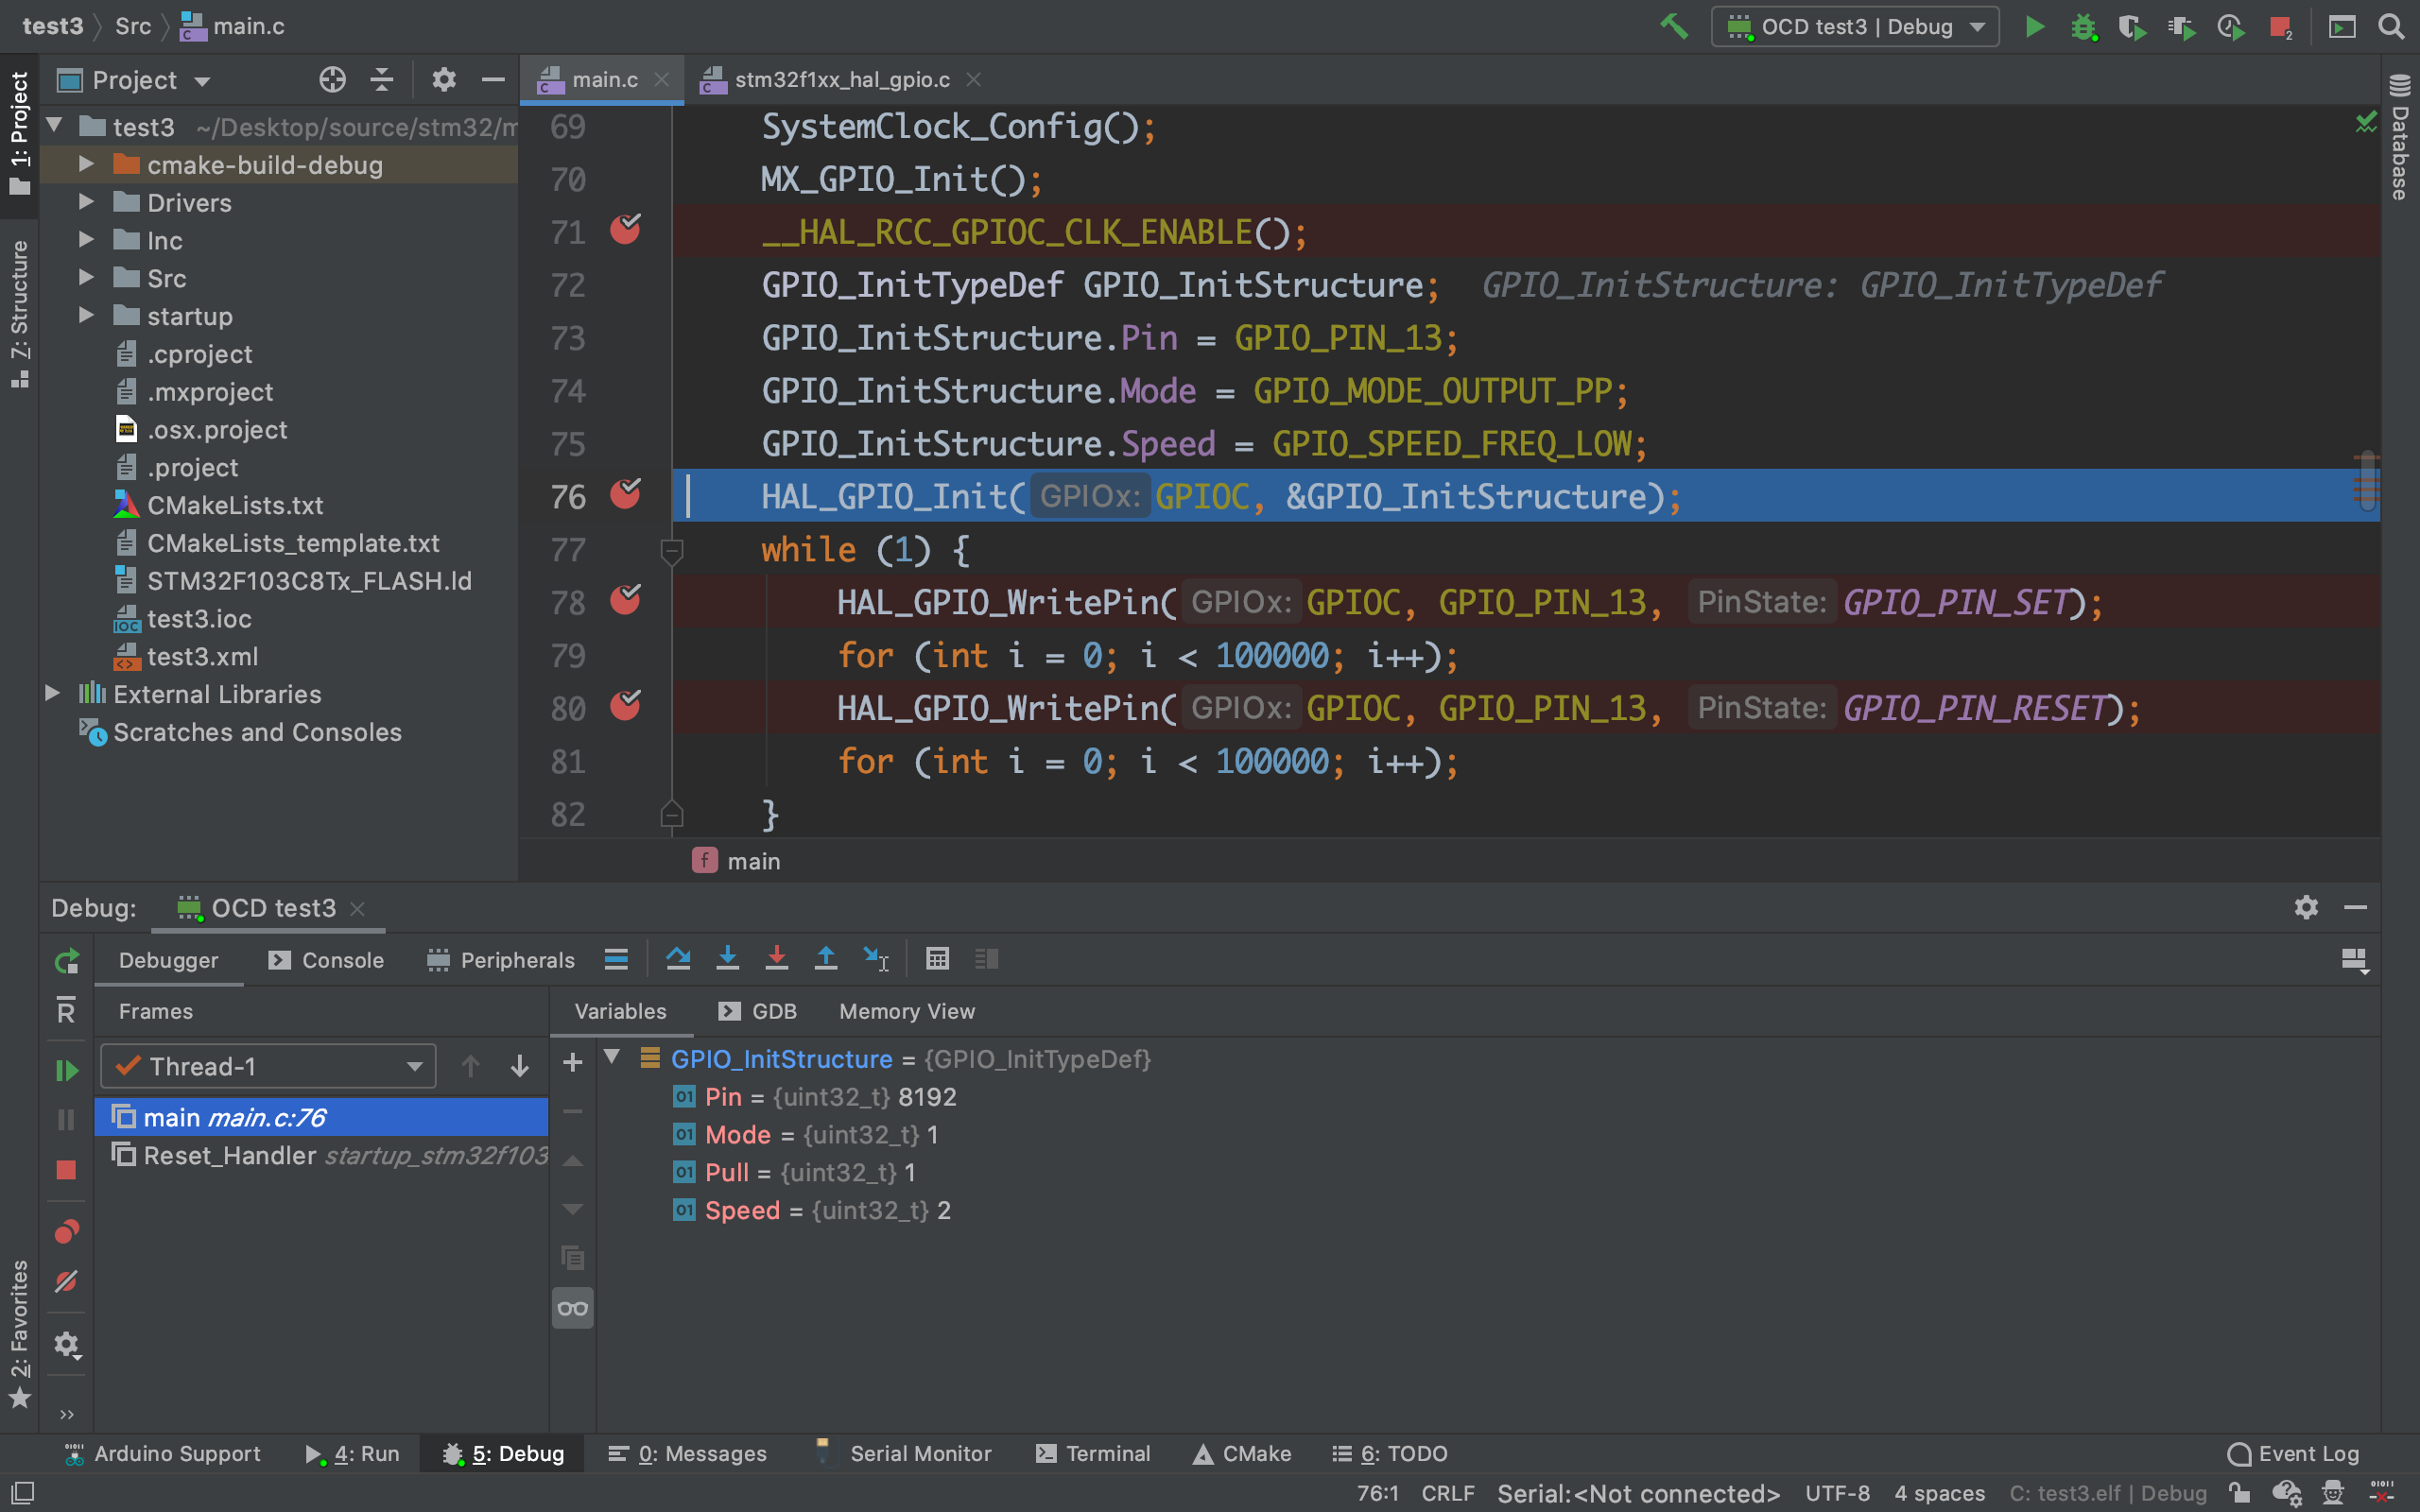 test3 Src main.c
OCD test3 | Debug
2
1: Project
7: Structure
2: Favorites
Database
Project
test3 ~/Desktop/source/stm32/m
cmake-build-debug
Drivers
Inc
Src
startup
.cproject
.mxproject
.osx.project
.project
CMakeLists.txt
CMakeLists_template.txt
STM32F103C8Tx_FLASH.ld
test3.ioc
test3.xml
External Libraries
Scratches and Consoles
main.c stm32f1xx_hal_gpio.c
69 SystemClock_Config();
70 MX_GPIO_Init();
71 __HAL_RCC_GPIOC_CLK_ENABLE();
72 GPIO_InitTypeDef GPIO_InitStructure; GPIO_InitStructure: GPIO_InitTypeDef
73 GPIO_InitStructure.Pin = GPIO_PIN_13;
74 GPIO_InitStructure.Mode = GPIO_MODE_OUTPUT_PP;
75 GPIO_InitStructure.Speed = GPIO_SPEED_FREQ_LOW;
76 HAL_GPIO_Init( GPIOx: GPIOC, &GPIO_InitStructure);
77 while (1) {
78 HAL_GPIO_WritePin( GPIOx: GPIOC, GPIO_PIN_13, PinState: GPIO_PIN_SET);
79 for (int i = 0; i < 100000; i++);
80 HAL_GPIO_WritePin( GPIOx: GPIOC, GPIO_PIN_13, PinState: GPIO_PIN_RESET);
81 for (int i = 0; i < 100000; i++);
82 }
f main
Debug: OCD test3
Debugger Console Peripherals
Frames
Thread-1
main main.c:76
Reset_Handler startup_stm32f103
Variables GDB Memory View
GPIO_InitStructure = {GPIO_InitTypeDef}
01 Pin = {uint32_t} 8192
01 Mode = {uint32_t} 1
01 Pull = {uint32_t} 1
01 Speed = {uint32_t} 2
Arduino Support 4: Run 5: Debug 0: Messages Serial Monitor Terminal CMake 6: TODO Event Log
76:1 CRLF Serial:<Not connected> UTF-8 4 spaces C: test3.elf | Debug